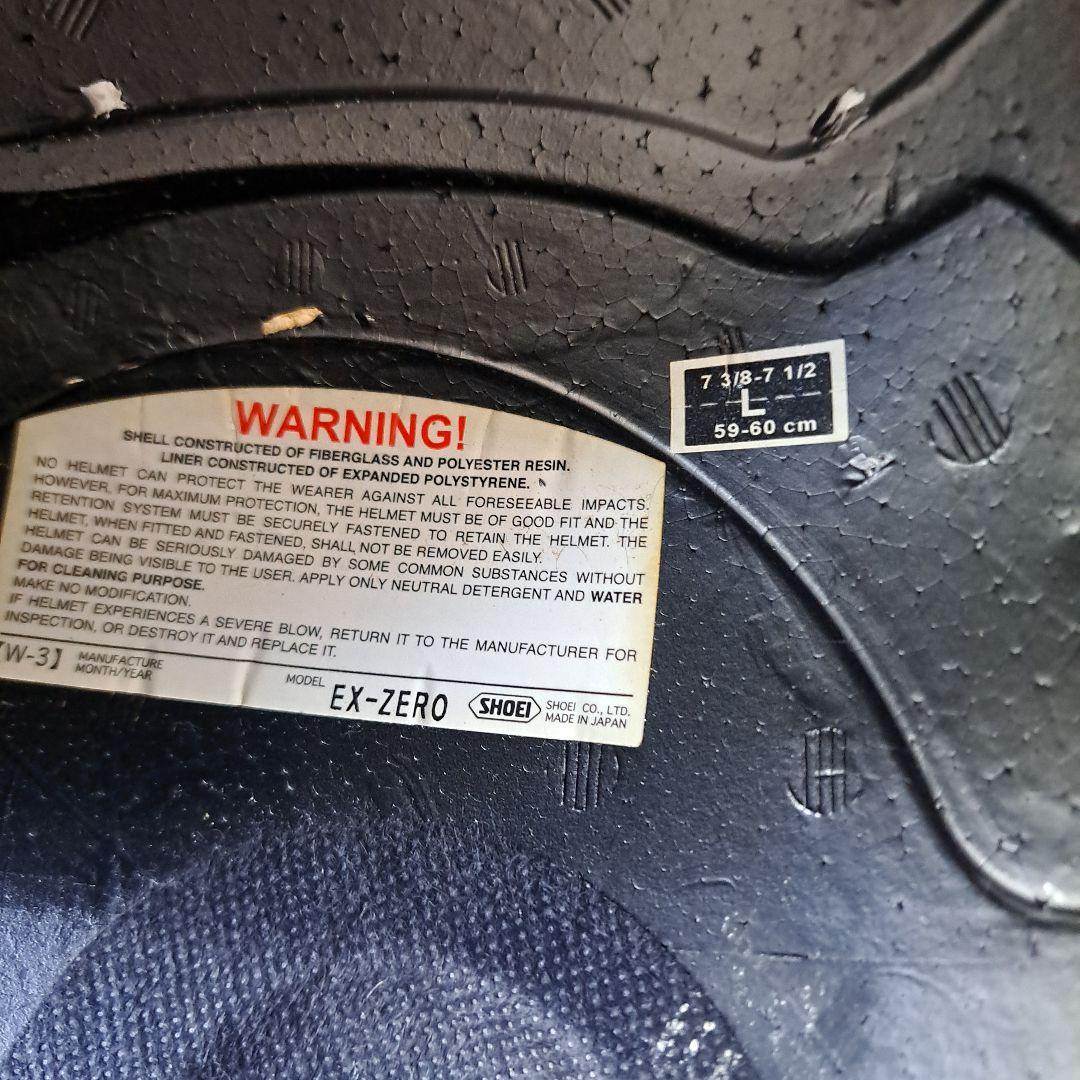 7 3/8-7 1/2
L
59-60 cm
WARNING!
SHELL CONSTRUCTED OF FIBERGLASS AND POLYESTER RESIN.
LINER CONSTRUCTED OF EXPANDED POLYSTYRENE.
NO HELMET CAN PROTECT THE WEARER AGAINST ALL FORESEEABLE IMPACTS.
HOWEVER, FOR MAXIMUM PROTECTION, THE HELMET MUST BE OF GOOD FIT AND THE
RETENTION SYSTEM MUST BE SECURELY FASTENED TO RETAIN THE HELMET. THE
HELMET, WHEN FITTED AND FASTENED, SHALL NOT BE REMOVED EASILY.
HELMET CAN BE SERIOUSLY DAMAGED BY SOME COMMON SUBSTANCES WITHOUT
DAMAGE BEING VISIBLE TO THE USER. APPLY ONLY NEUTRAL DETERGENT AND WATER
FOR CLEANING PURPOSE.
MAKE NO MODIFICATION.
IF HELMET EXPERIENCES A SEVERE BLOW, RETURN IT TO THE MANUFACTURER FOR
INSPECTION, OR DESTROY IT AND REPLACE IT.
【W-3】 MANUFACTURE
MONTH/YEAR
MODEL EX-ZERO SHOEI SHOEI CO., LTD.
MADE IN JAPAN